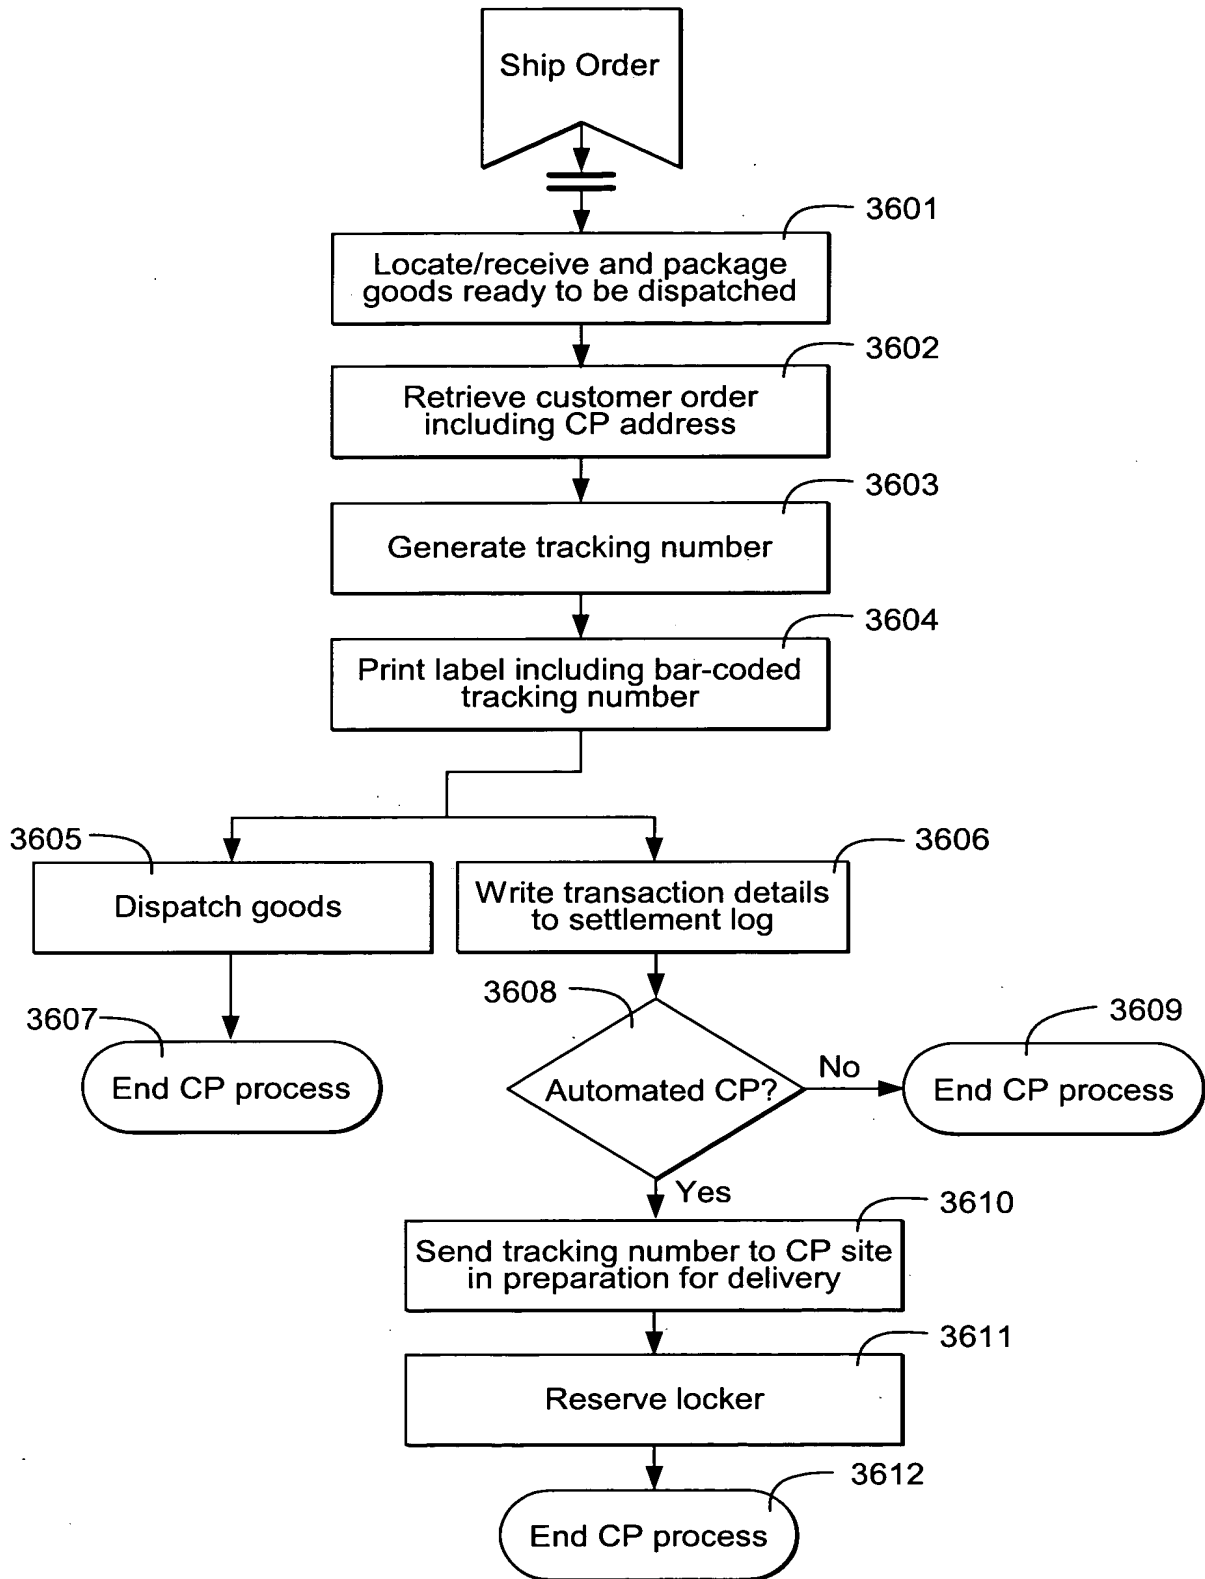 Ship Order
3601
Locate/receive and package
goods ready to be dispatched
3602
Retrieve customer order
including CP address
3603
Generate tracking number
3604
Print label including bar-coded
tracking number
3605
Dispatch goods
3606
Write transaction details
to settlement log
3607
End CP process
3608
Automated CP?
No
3609
End CP process
Yes
3610
Send tracking number to CP site
in preparation for delivery
3611
Reserve locker
3612
End CP process